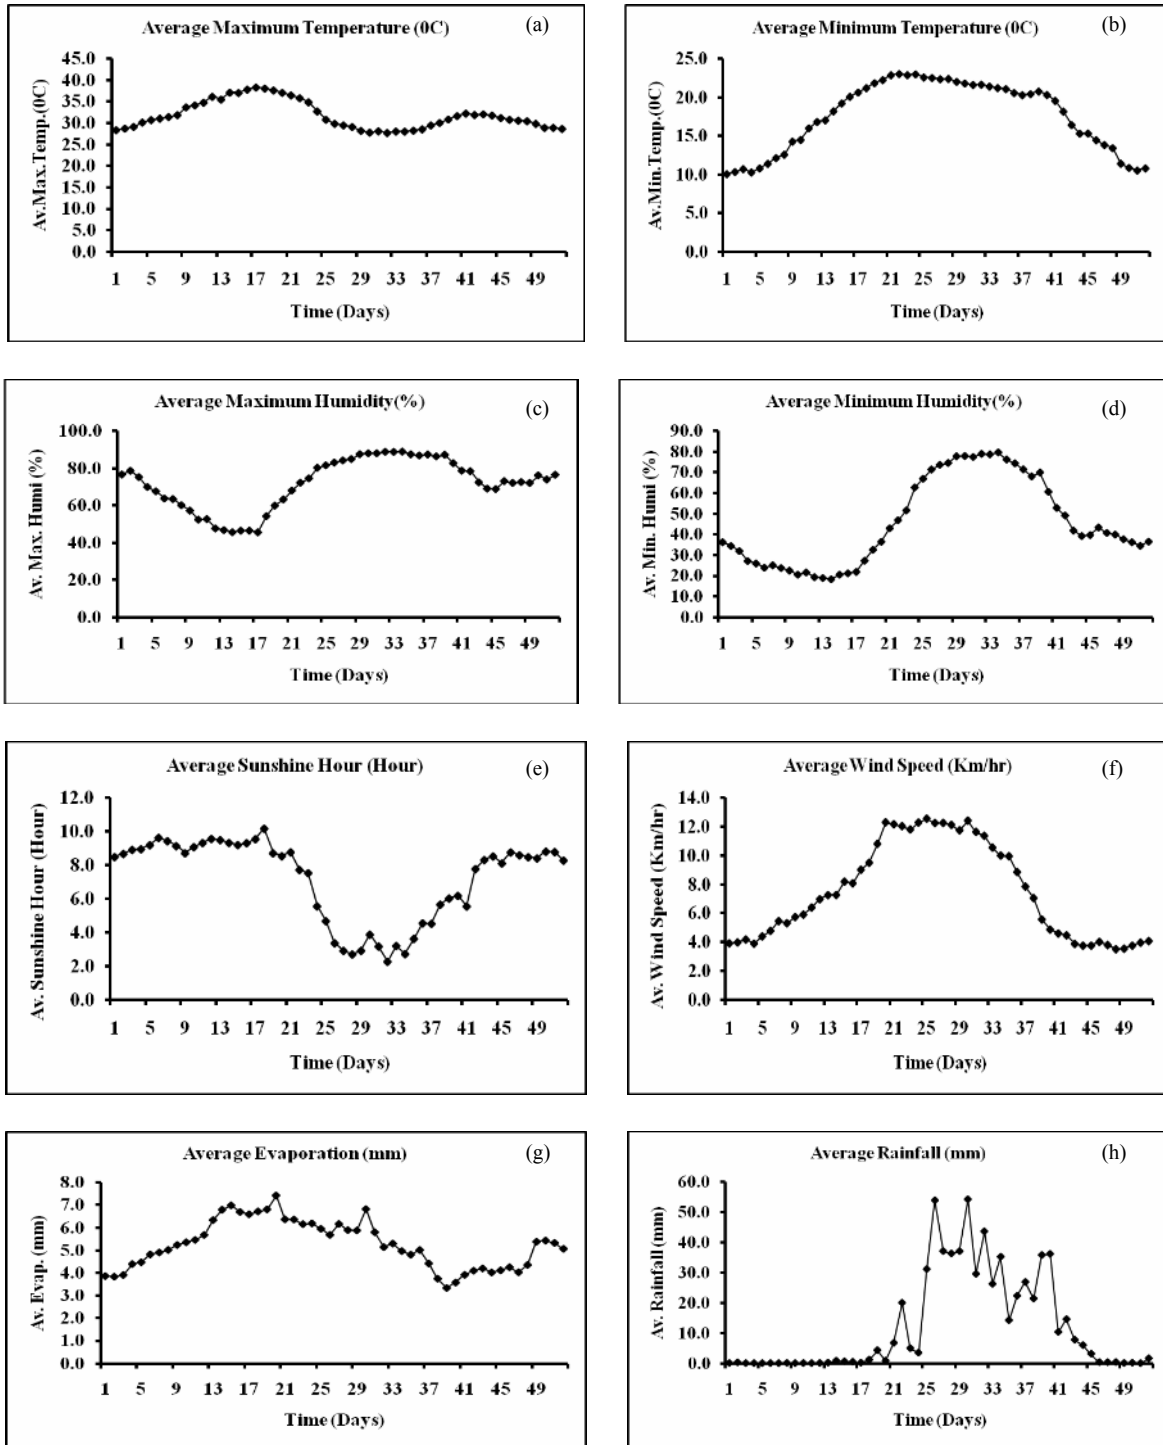 Average Maximum Temperature (0C) (a)
45.0
40.0
35.0
30.0
25.0
20.0
15.0
10.0
5.0
0.0
Av.Max.Temp.(0C)
1 5 9 13 17 21 25 29 33 37 41 45 49
Time (Days)
Average Minimum Temperature (0C) (b)
25.0
20.0
15.0
10.0
5.0
0.0
Av.Min.Temp.(0C)
1 5 9 13 17 21 25 29 33 37 41 45 49
Time (Days)
Average Maximum Humidity(%) (c)
100.0
80.0
60.0
40.0
20.0
0.0
Av. Max. Humi (%)
1 5 9 13 17 21 25 29 33 37 41 45 49
Time (Days)
Average Minimum Humidity(%) (d)
90.0
80.0
70.0
60.0
50.0
40.0
30.0
20.0
10.0
0.0
Av. Min. Humi (%)
1 5 9 13 17 21 25 29 33 37 41 45 49
Time (Days)
Average Sunshine Hour (Hour) (e)
12.0
10.0
8.0
6.0
4.0
2.0
0.0
Av. Sunshine Hour (Hour)
1 5 9 13 17 21 25 29 33 37 41 45 49
Time (Days)
Average Wind Speed (Km/hr) (f)
14.0
12.0
10.0
8.0
6.0
4.0
2.0
0.0
Av. Wind Speed (Km/hr)
1 5 9 13 17 21 25 29 33 37 41 45 49
Time (Days)
Average Evaporation (mm) (g)
8.0
7.0
6.0
5.0
4.0
3.0
2.0
1.0
0.0
Av. Evap. (mm)
1 5 9 13 17 21 25 29 33 37 41 45 49
Time (Days)
Average Rainfall (mm) (h)
60.0
50.0
40.0
30.0
20.0
10.0
0.0
Av. Rainfall (mm)
1 5 9 13 17 21 25 29 33 37 41 45 49
Time (Days)